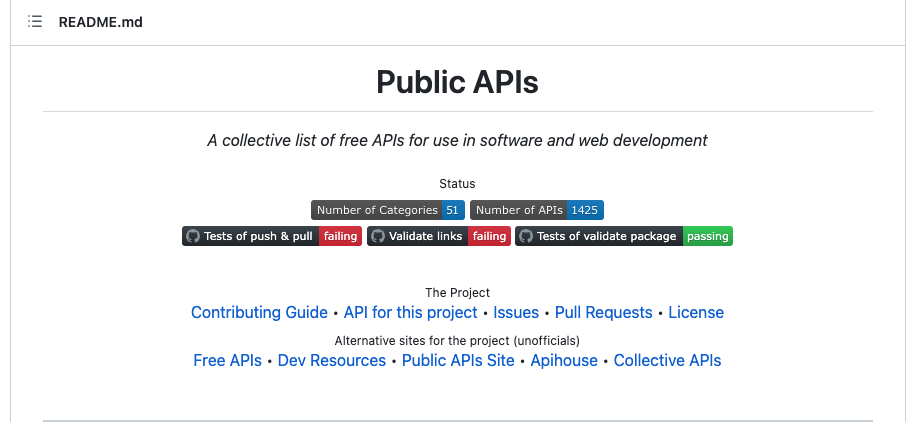 README.md
Public APIs
A collective list of free APIs for use in software and web development
Status
Number of Categories 51 Number of APIs 1425
Tests of push & pull failing Validate links failing Tests of validate package passing
The Project
Contributing Guide • API for this project • Issues • Pull Requests • License
Alternative sites for the project (unofficials)
Free APIs • Dev Resources • Public APIs Site • Apihouse • Collective APIs